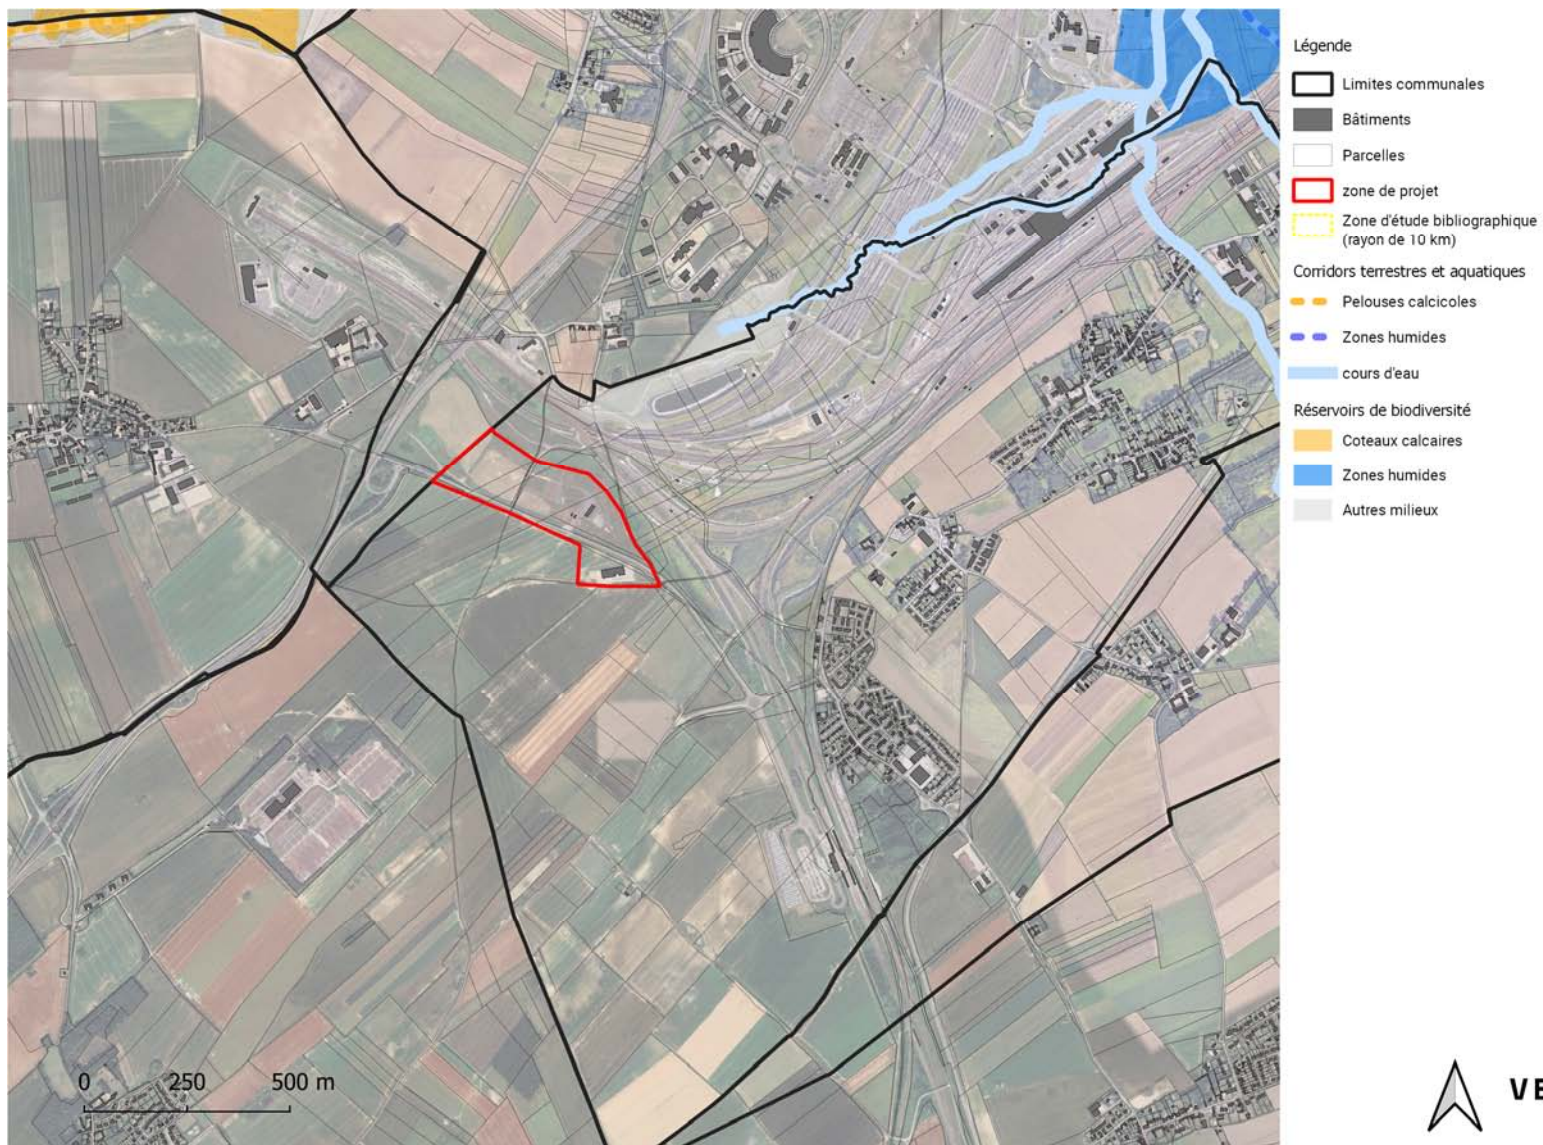 Légende
Limites communales
Bâtiments
Parcelles
zone de projet
Zone d'étude bibliographique
(rayon de 10 km)
Corridors terrestres et aquatiques
Pelouses calcicoles
Zones humides
cours d'eau
Réservoirs de biodiversité
Coteaux calcaires
Zones humides
Autres milieux
0 250 500 m
VE